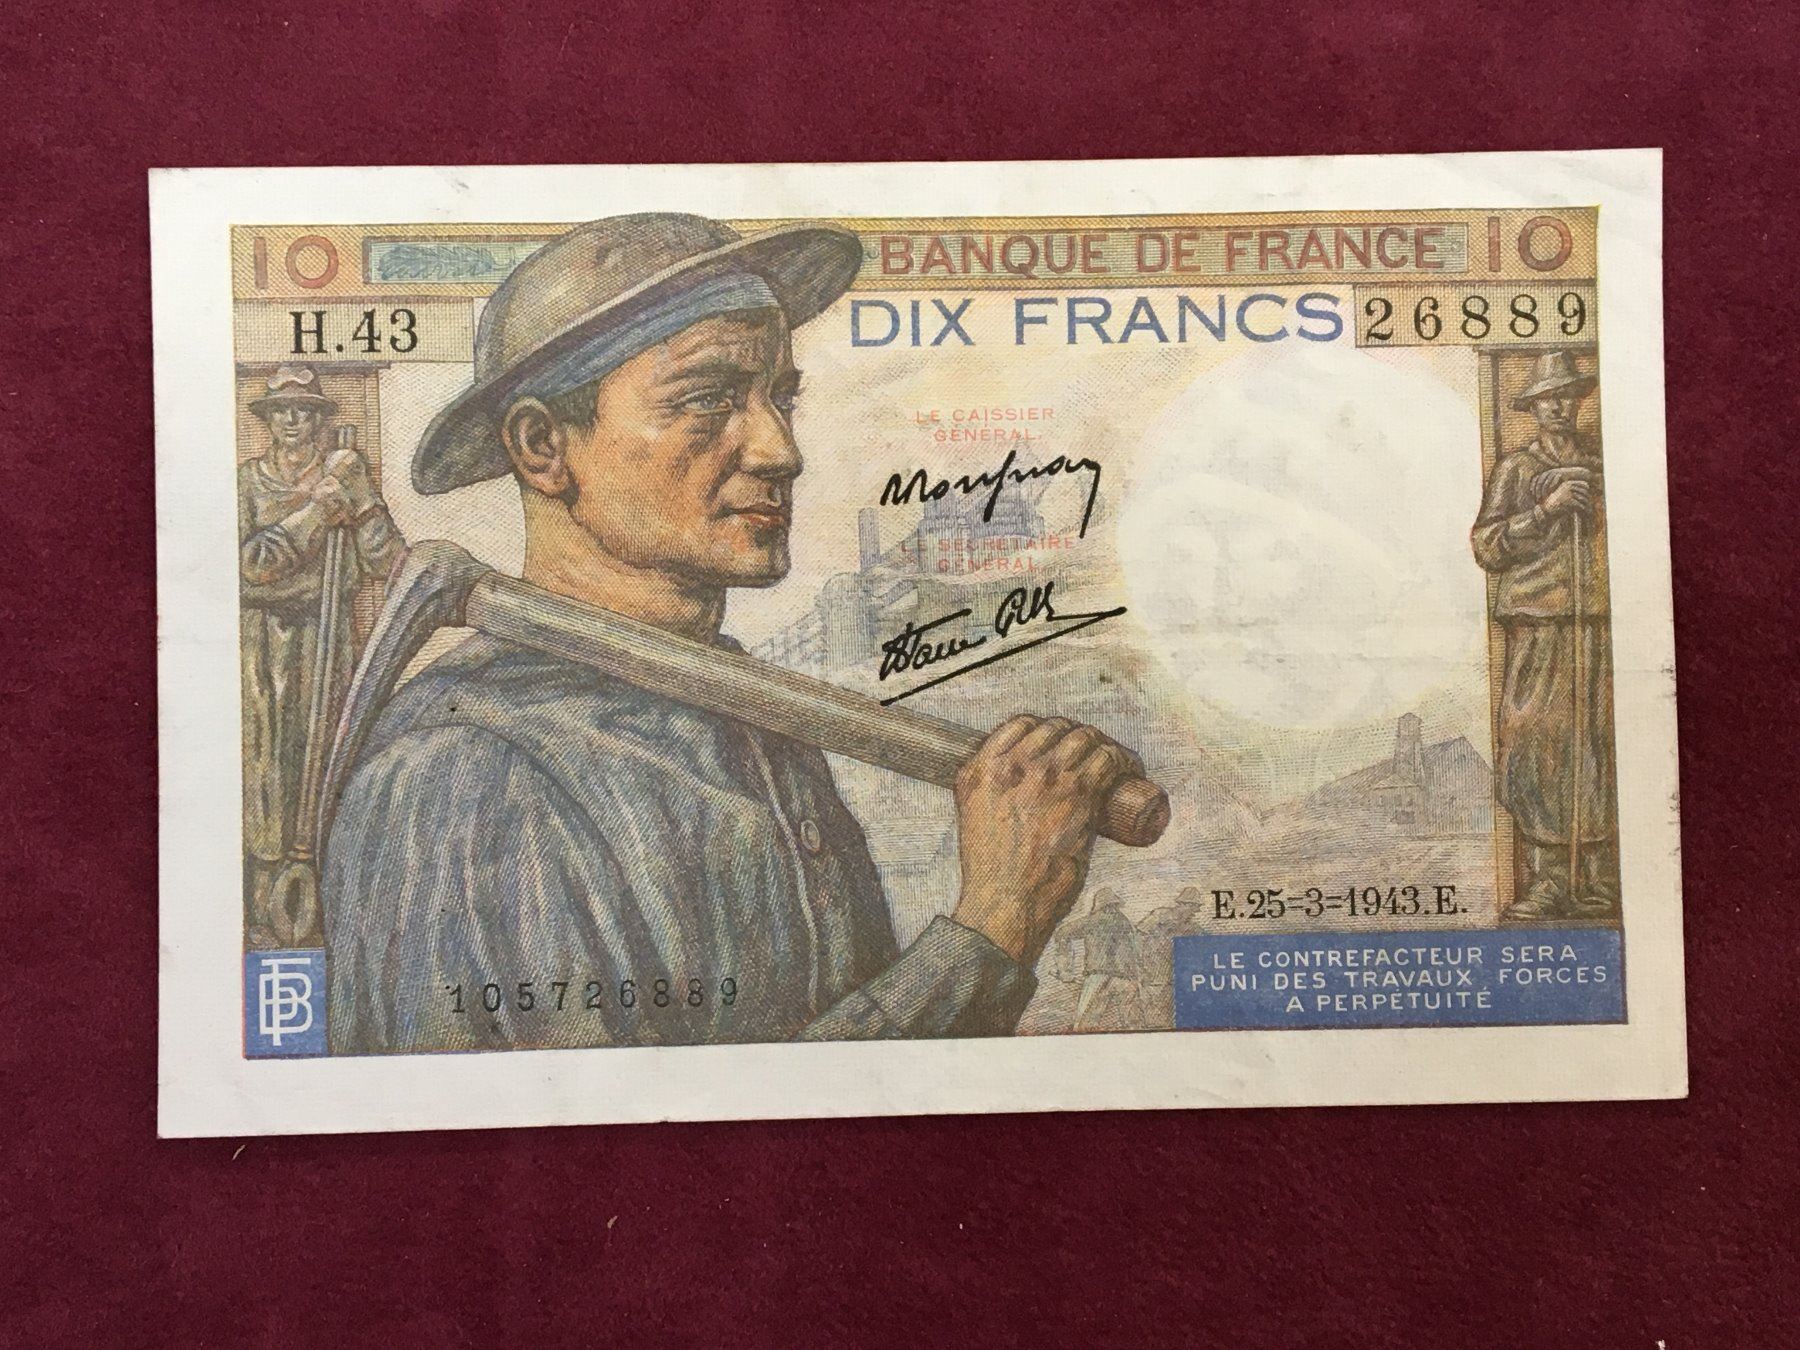 10 BANQUE DE FRANCE 10
H.43 DIX FRANCS 26889
LE CAISSIER
GÉNÉRAL.
LE SECRÉTAIRE
GÉNÉRAL.
E.25=3=1943.E.
LE CONTREFACTEUR SERA
PUNI DES TRAVAUX FORCÉS
A PERPÉTUITÉ
105726889